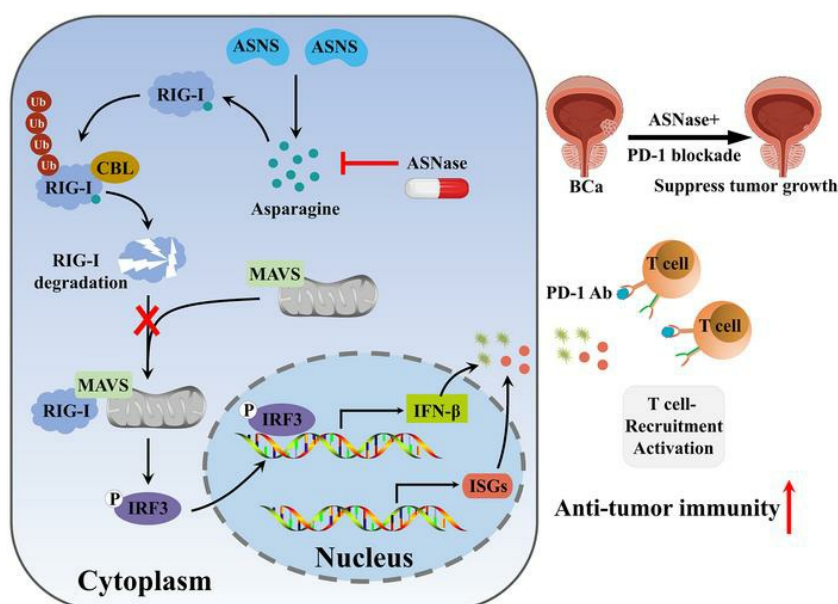 ASNS
ASNS
RIG-I
Ub
Ub
Ub
Ub
CBL
RIG-I
Asparagine
ASNase
RIG-I
degradation
MAVS
MAVS
RIG-I
P
IRF3
P
IRF3
IFN-β
ISGs
Nucleus
Cytoplasm
BCa
ASNase+
PD-1 blockade
Suppress tumor growth
PD-1 Ab
T cell
T cell
T cell-
Recruitment
Activation
Anti-tumor immunity